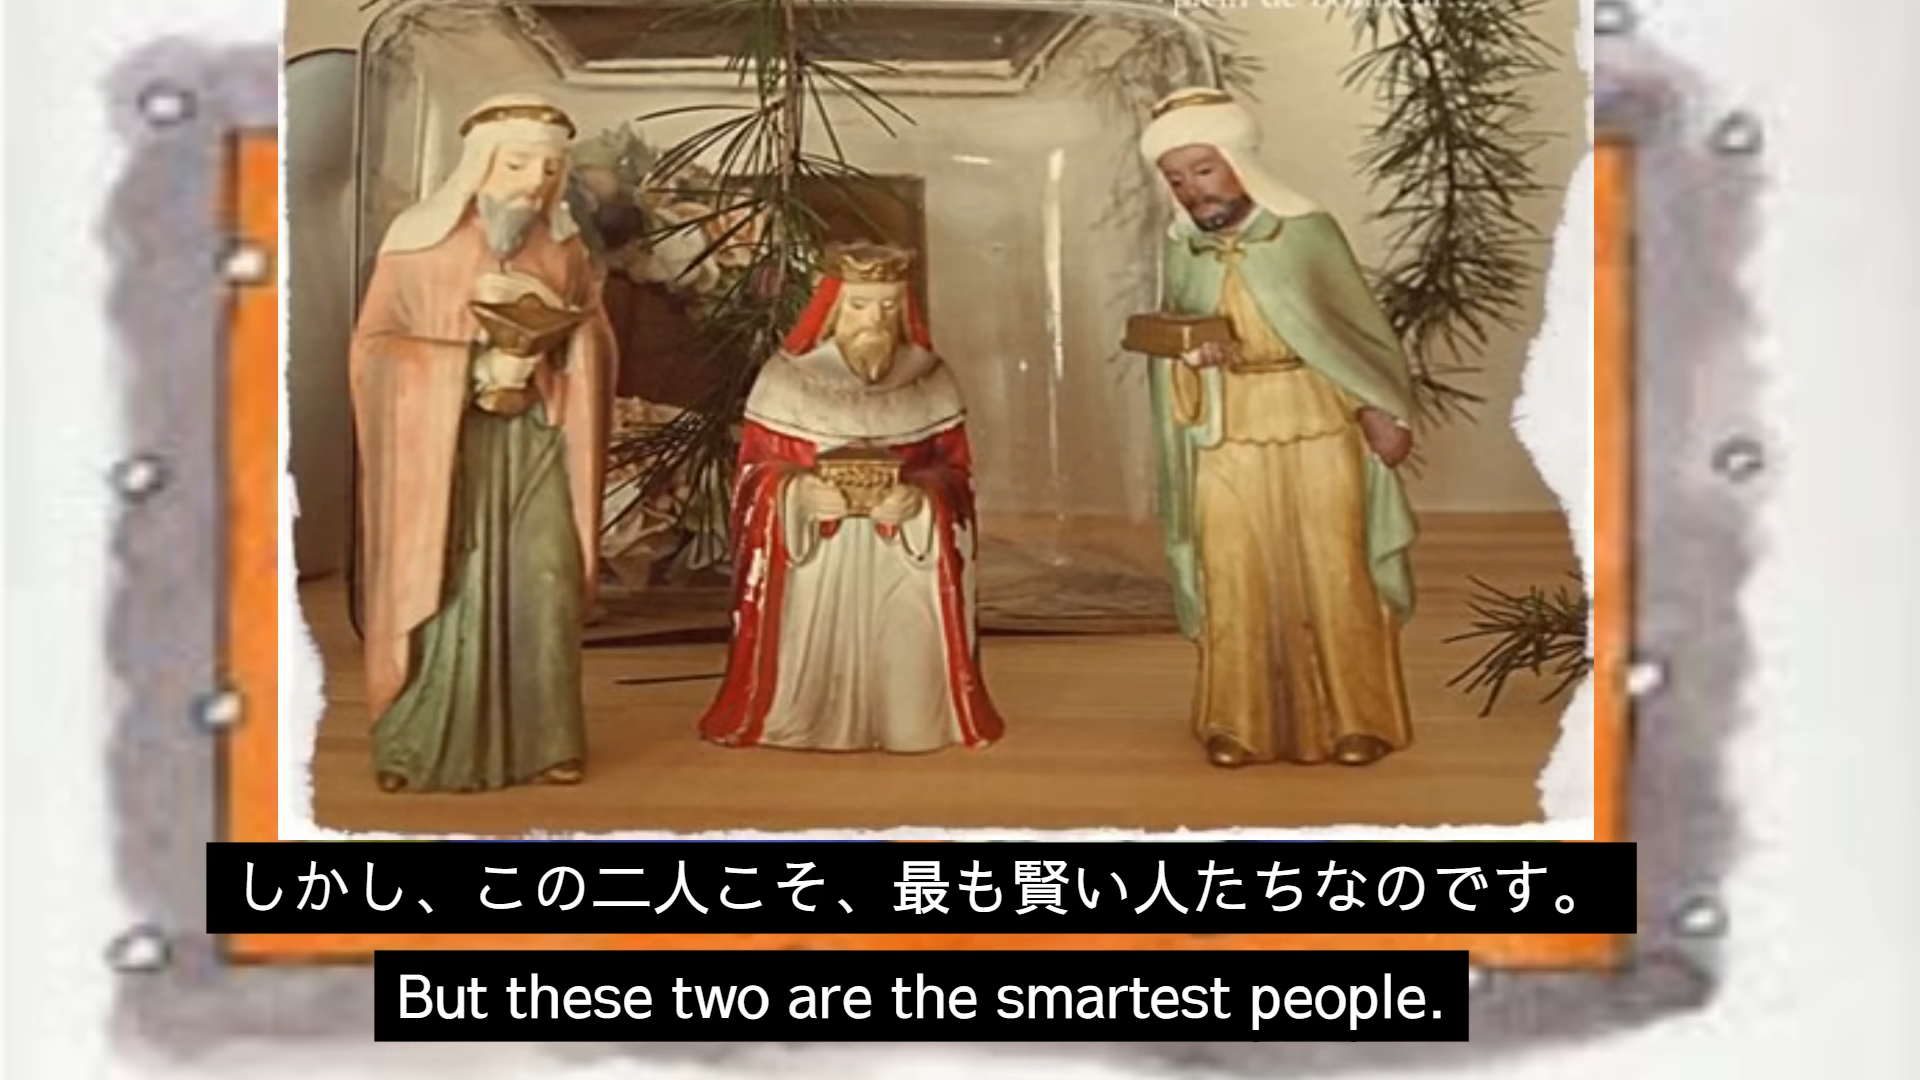 しかし、この二人こそ、最も賢い人たちなのです。
But these two are the smartest people.